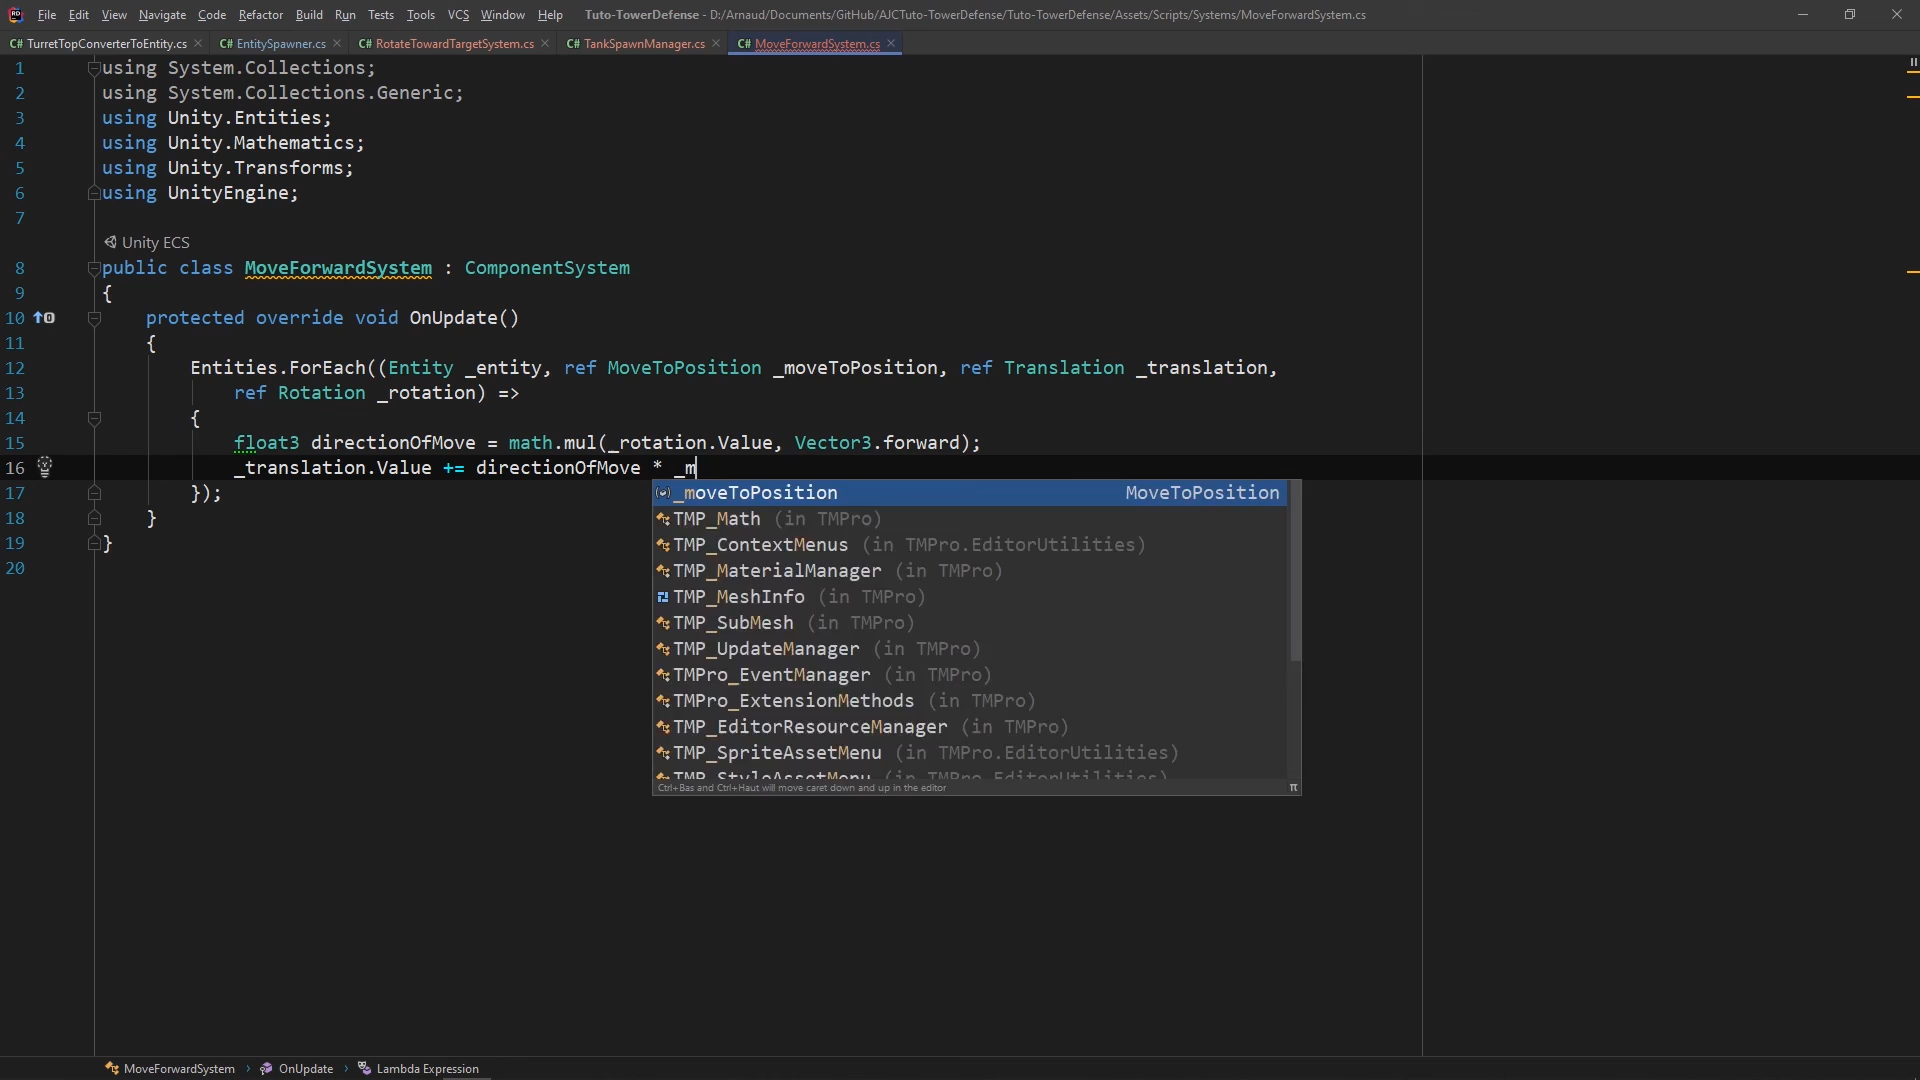 File Edit View Navigate Code Refactor Build Run Tests Tools VCS Window Help Tuto-TowerDefense - D:/Arnaud/Documents/GitHub/AJCTuto-TowerDefense/Tuto-TowerDefense/Assets/Scripts/Systems/MoveForwardSystem.cs
C# TurretTopConverterToEntity.cs C# EntitySpawner.cs C# RotateTowardTargetSystem.cs C# TankSpawnManager.cs C# MoveForwardSystem.cs
1 using System.Collections;
2 using System.Collections.Generic;
3 using Unity.Entities;
4 using Unity.Mathematics;
5 using Unity.Transforms;
6 using UnityEngine;
7
Unity ECS
8 public class MoveForwardSystem : ComponentSystem
9 {
10 protected override void OnUpdate()
11 {
12 Entities.ForEach((Entity _entity, ref MoveToPosition _moveToPosition, ref Translation _translation,
13 ref Rotation _rotation) =>
14 {
15 float3 directionOfMove = math.mul(_rotation.Value, Vector3.forward);
16 _translation.Value += directionOfMove * _m
17 });
18 }
19 }
20
_moveToPosition MoveToPosition
TMP_Math (in TMPro)
TMP_ContextMenus (in TMPro.EditorUtilities)
TMP_MaterialManager (in TMPro)
TMP_MeshInfo (in TMPro)
TMP_SubMesh (in TMPro)
TMP_UpdateManager (in TMPro)
TMPro_EventManager (in TMPro)
TMPro_ExtensionMethods (in TMPro)
TMP_EditorResourceManager (in TMPro)
TMP_SpriteAssetMenu (in TMPro.EditorUtilities)
TMP_StyleAssetMenu (in TMPro.EditorUtilities)
Ctrl+Bas and Ctrl+Haut will move caret down and up in the editor π
MoveForwardSystem › OnUpdate › Lambda Expression